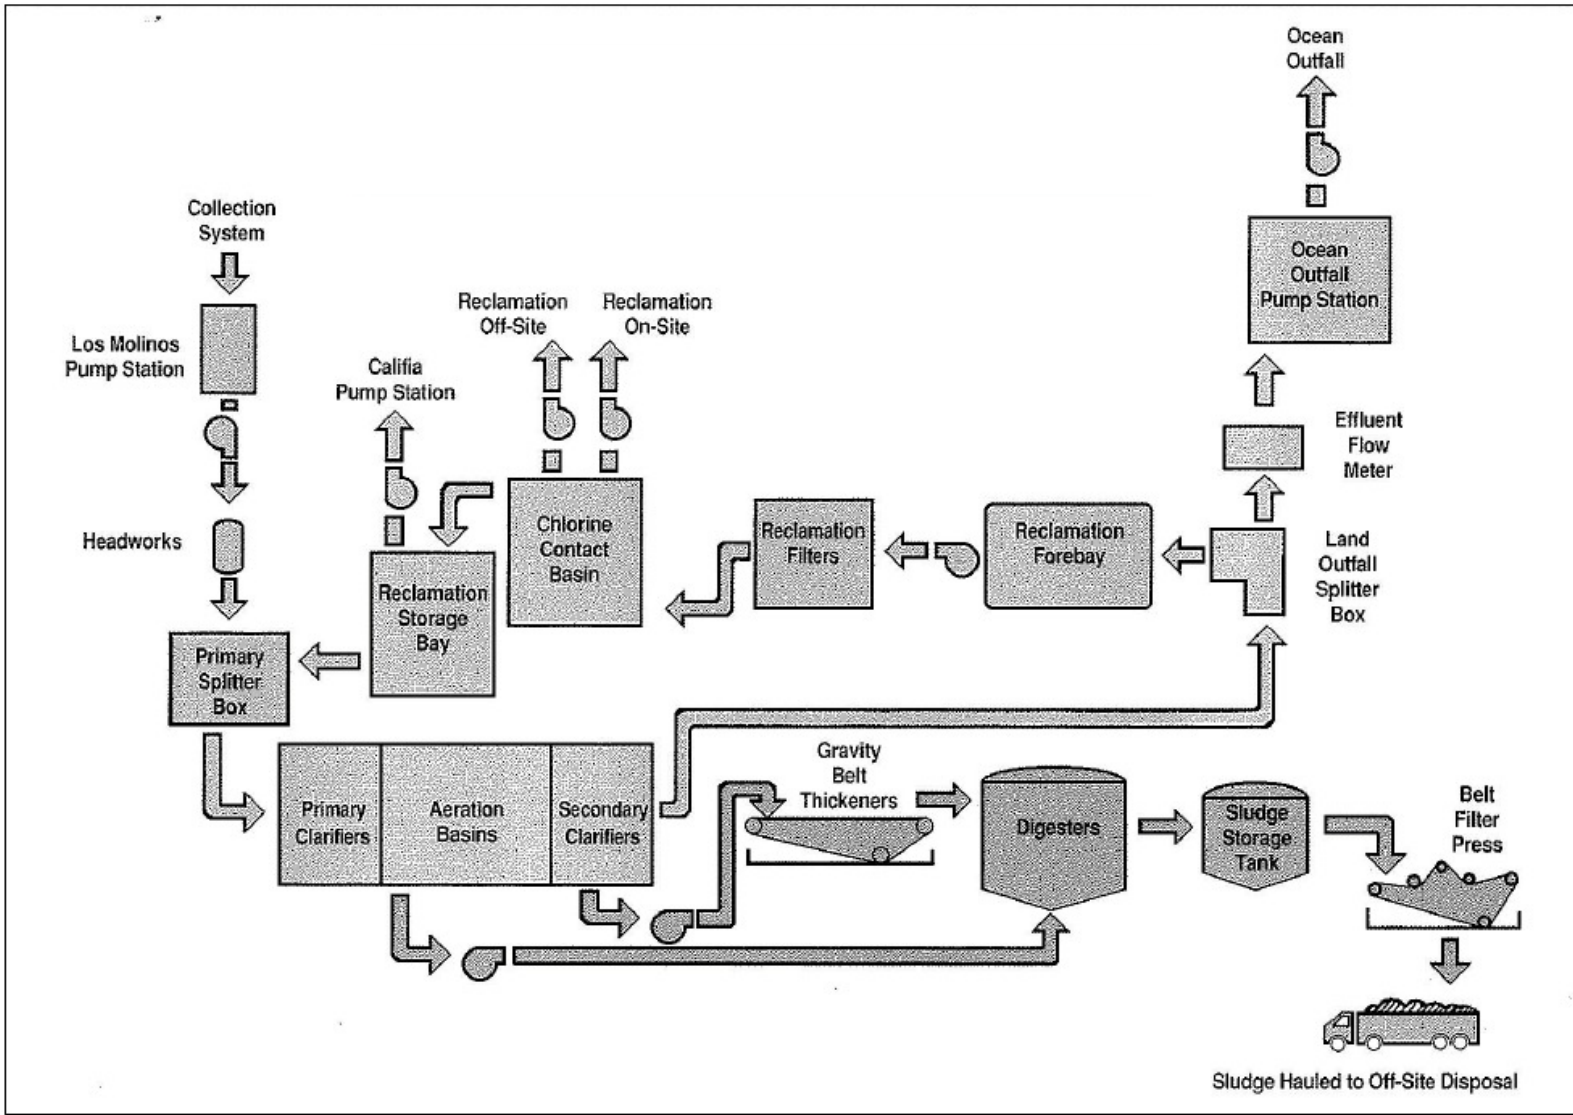 Ocean
Outfall
Collection
System
Ocean
Outfall
Pump Station
Los Molinos
Pump Station
Reclamation
Off-Site
Reclamation
On-Site
Califia
Pump Station
Effluent
Flow
Meter
Headworks
Chlorine
Contact
Basin
Reclamation
Filters
Reclamation
Forebay
Land
Outfall
Splitter
Box
Reclamation
Storage
Bay
Primary
Splitter
Box
Primary
Clarifiers
Aeration
Basins
Secondary
Clarifiers
Gravity
Belt
Thickeners
Digesters
Sludge
Storage
Tank
Belt
Filter
Press
Sludge Hauled to Off-Site Disposal